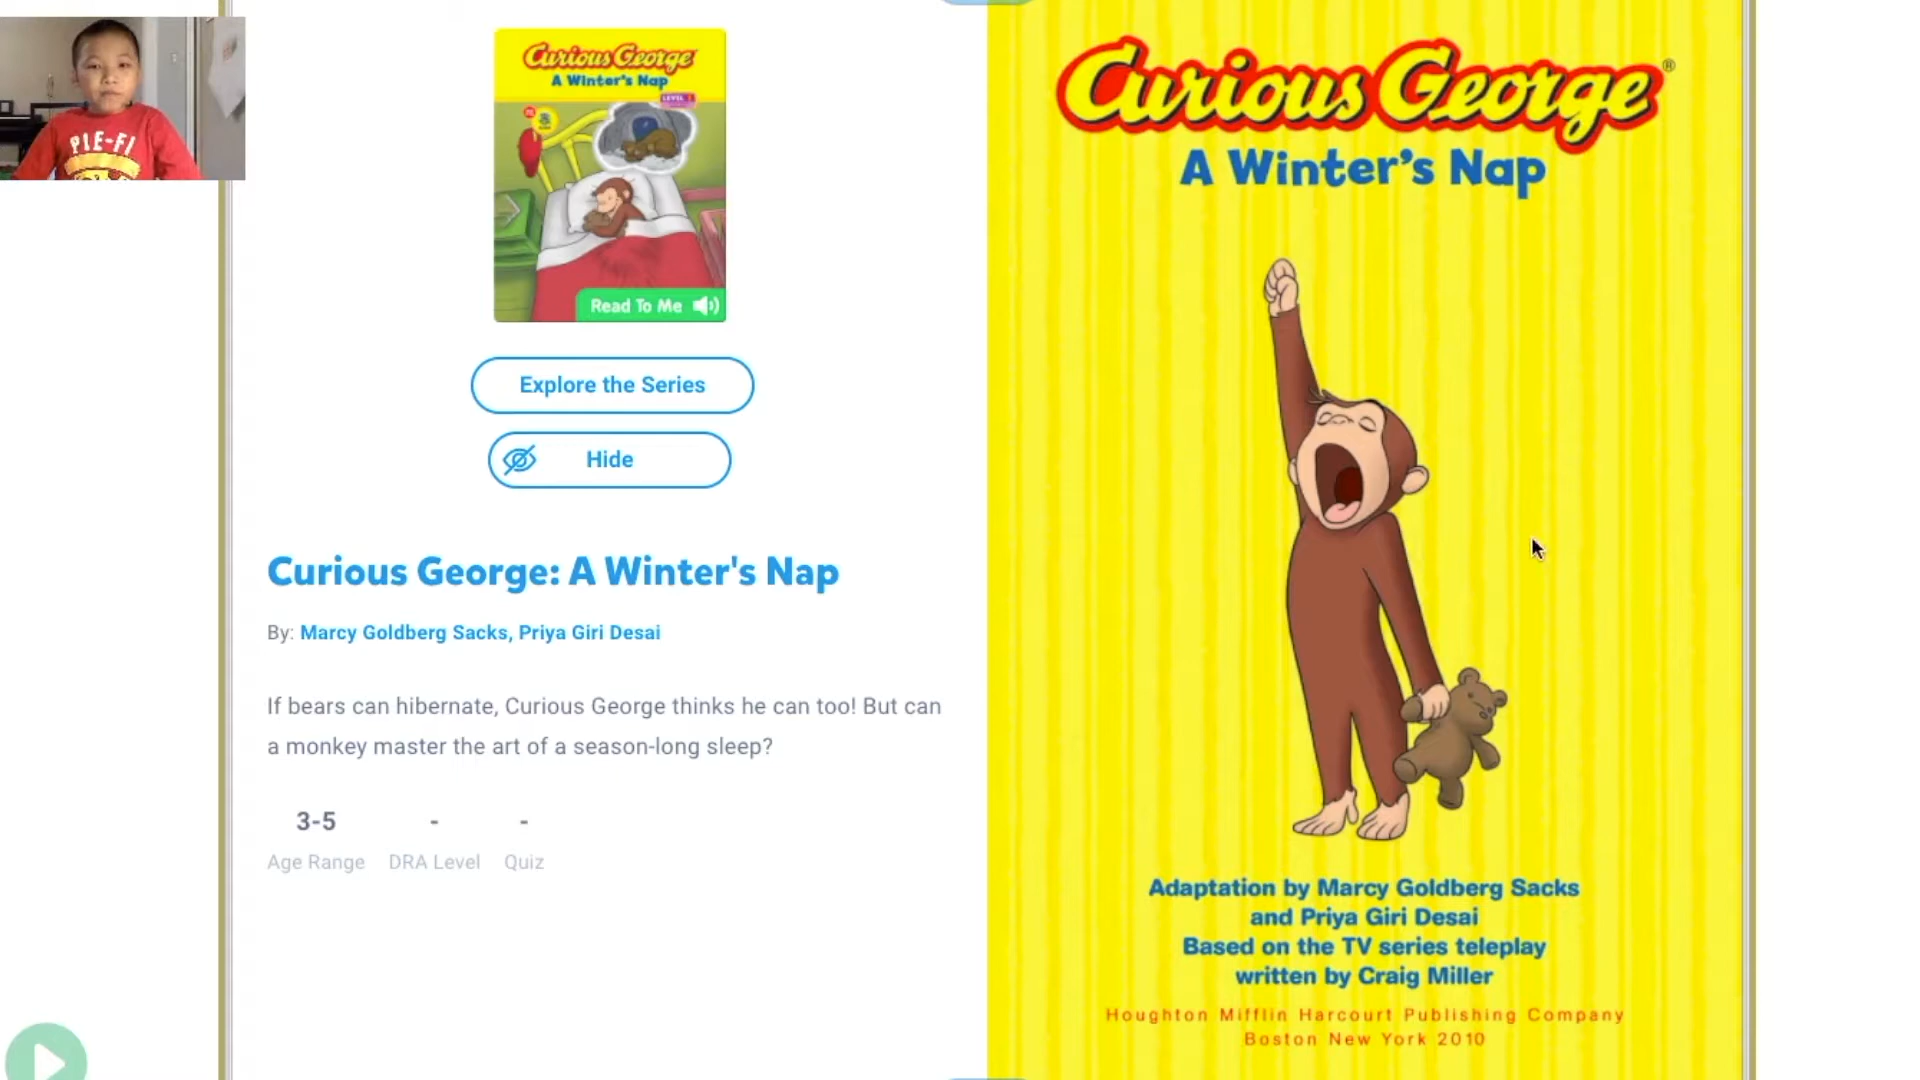 PIE-FI
Curious George
A Winter's Nap
LEVEL 1
Read To Me
Explore the Series
Hide
Curious George: A Winter's Nap
By: Marcy Goldberg Sacks, Priya Giri Desai
If bears can hibernate, Curious George thinks he can too! But can
a monkey master the art of a season-long sleep?
3-5 - -
Age Range DRA Level Quiz
Curious George®
A Winter’s Nap
Adaptation by Marcy Goldberg Sacks
and Priya Giri Desai
Based on the TV series teleplay
written by Craig Miller
Houghton Mifflin Harcourt Publishing Company
Boston New York 2010